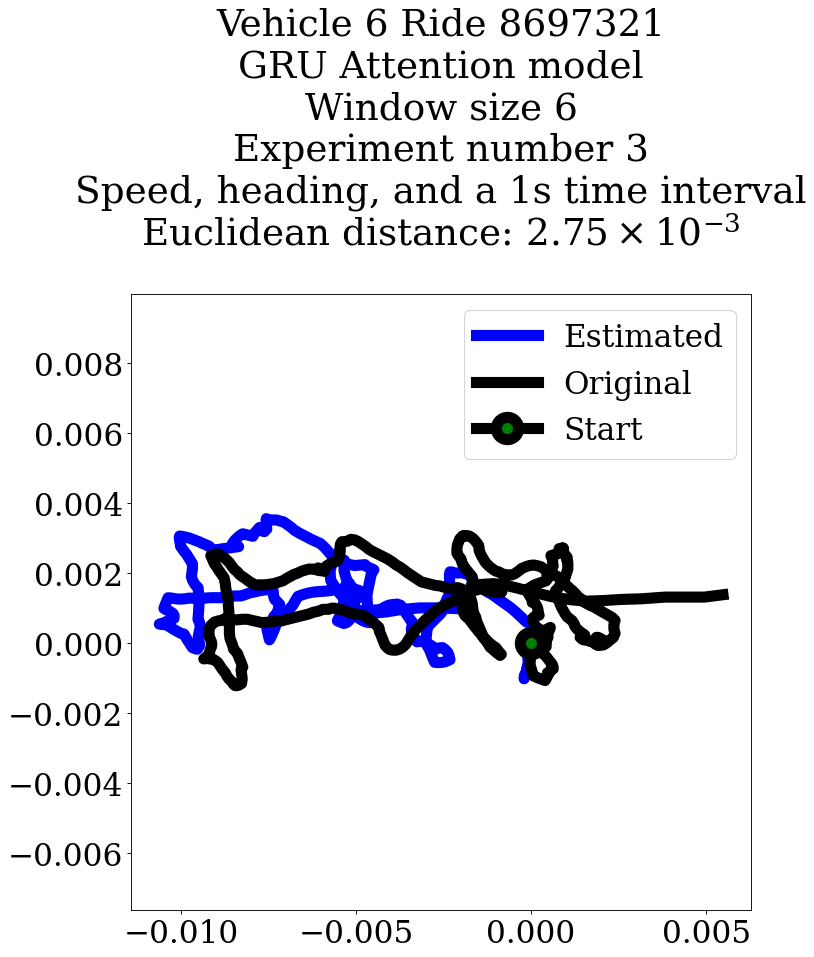 Vehicle 6 Ride 8697321
GRU Attention model
Window size 6
Experiment number 3
Speed, heading, and a 1s time interval
Euclidean distance: 2.75 × 10⁻³
Estimated
Original
Start
0.008
0.006
0.004
0.002
0.000
−0.002
−0.004
−0.006
−0.010
−0.005
0.000
0.005